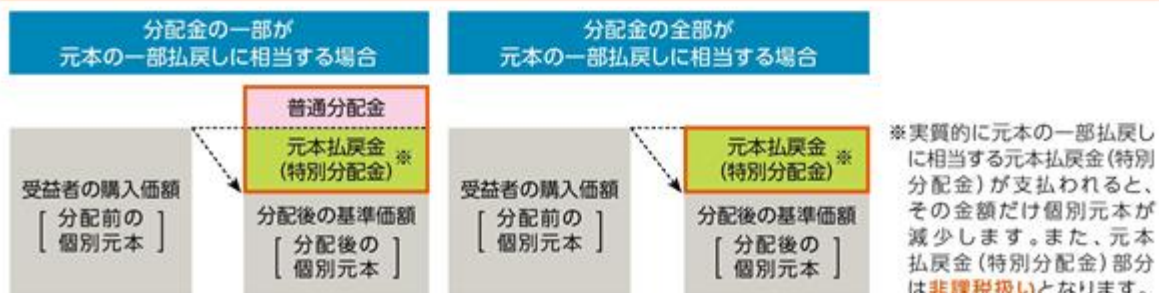 分配金の一部が
元本の一部払戻しに相当する場合
普通分配金
元本払戻金
(特別分配金)※
受益者の購入価額
[分配前の
個別元本]
分配後の基準価額
[分配後の
個別元本]
分配金の全部が
元本の一部払戻しに相当する場合
元本払戻金
(特別分配金)※
受益者の購入価額
[分配前の
個別元本]
分配後の基準価額
[分配後の
個別元本]
※実質的に元本の一部払戻し
に相当する元本払戻金(特別
分配金)が支払われると、
その金額だけ個別元本が
減少します。また、元本
払戻金(特別分配金)部分
は非課税扱いとなります。